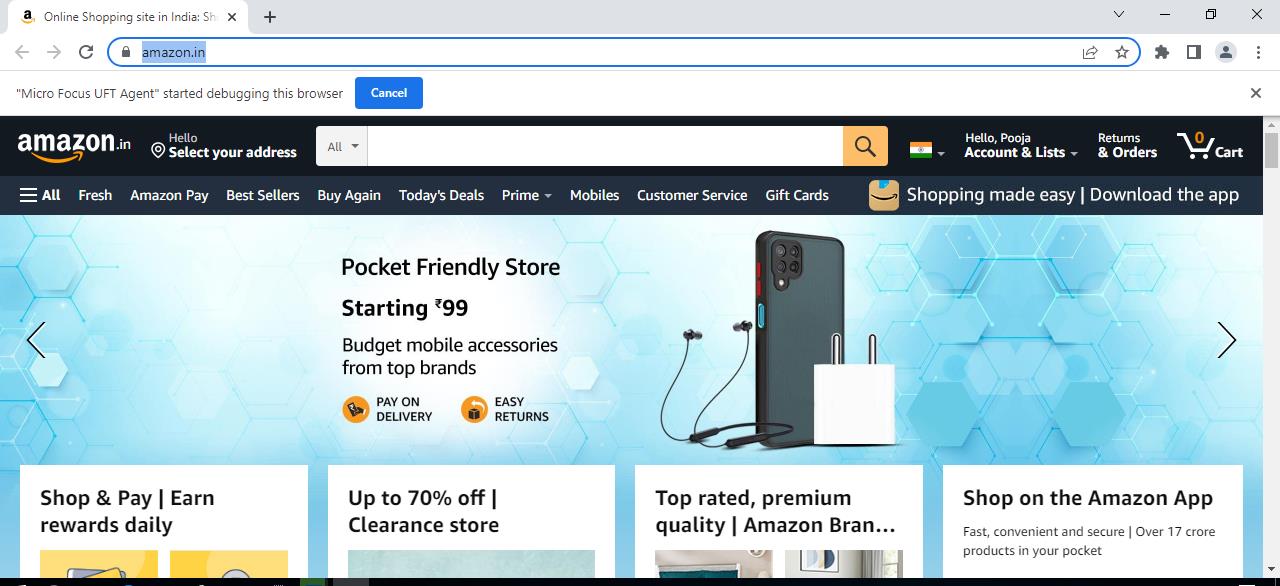 Online Shopping site in India: Sh
amazon.in
"Micro Focus UFT Agent" started debugging this browser
Cancel
amazon.in
Hello
Select your address
All
Hello, Pooja
Account & Lists
Returns
& Orders
0
Cart
All
Fresh
Amazon Pay
Best Sellers
Buy Again
Today's Deals
Prime
Mobiles
Customer Service
Gift Cards
Shopping made easy | Download the app
Pocket Friendly Store
Starting ₹99
Budget mobile accessories
from top brands
PAY ON
DELIVERY
EASY
RETURNS
Shop & Pay | Earn
rewards daily
Up to 70% off |
Clearance store
Top rated, premium
quality | Amazon Bran...
Shop on the Amazon App
Fast, convenient and secure | Over 17 crore
products in your pocket